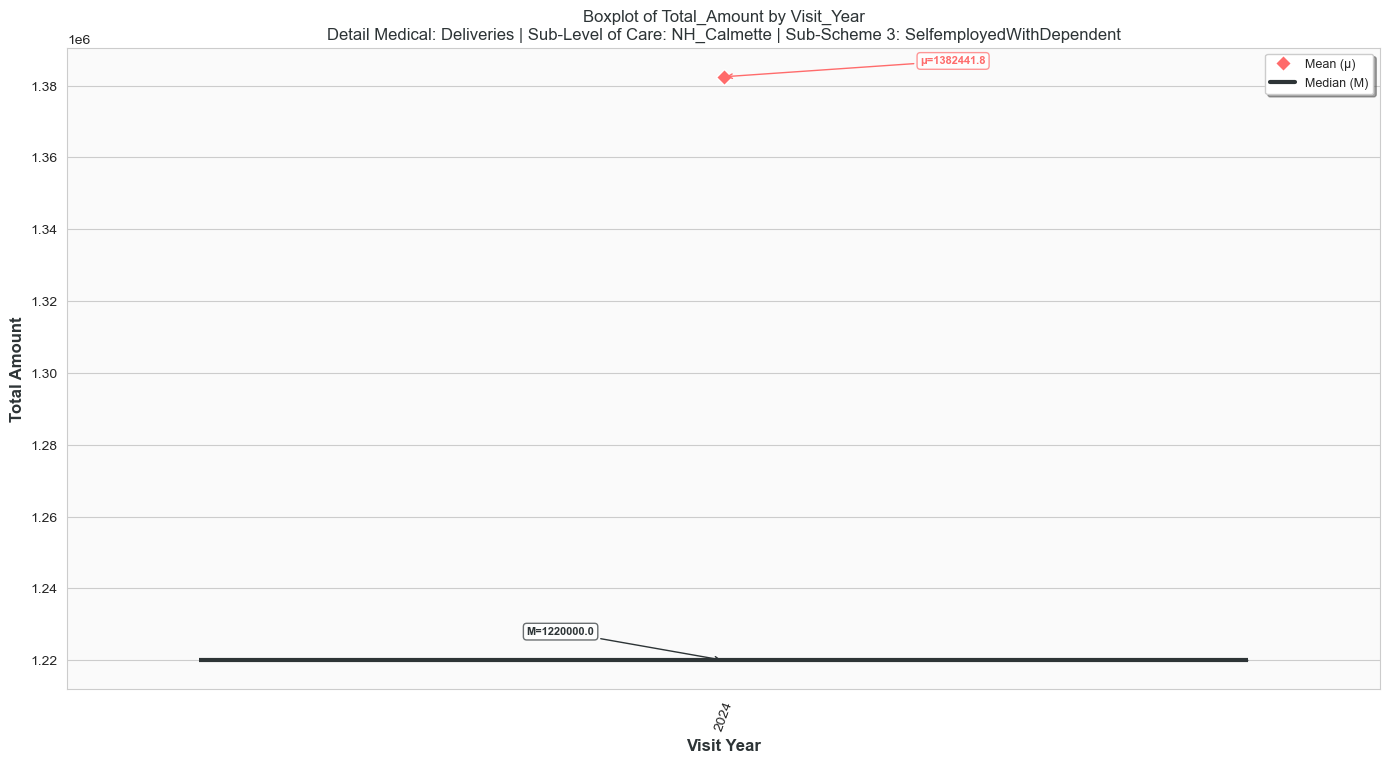 Boxplot of Total_Amount by Visit_Year
Detail Medical: Deliveries | Sub-Level of Care: NH_Calmette | Sub-Scheme 3: SelfemployedWithDependent
1e6
μ=1382441.8
Mean (μ)
Median (M)
1.38
1.36
1.34
1.32
1.30
1.28
1.26
1.24
1.22
Total Amount
M=1220000.0
2024
Visit Year